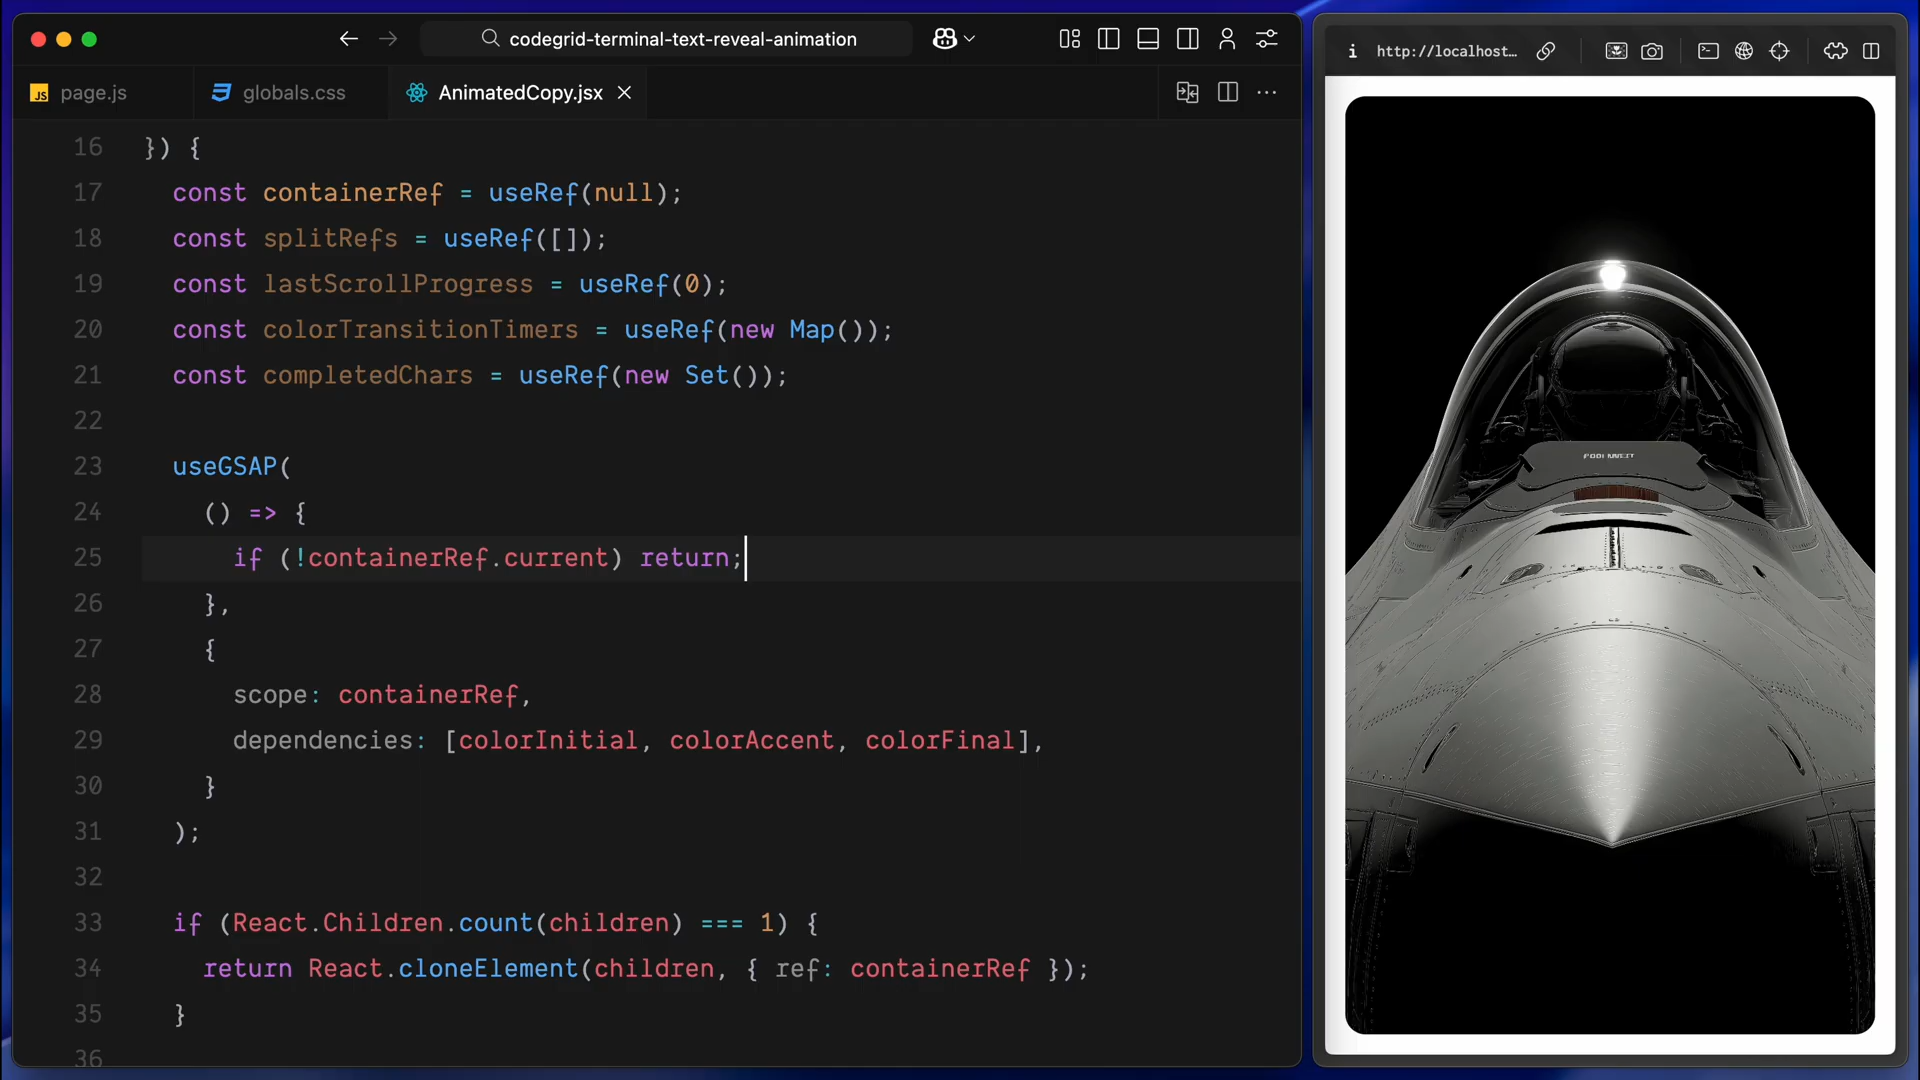 codegrid-terminal-text-reveal-animation
JS page.js
globals.css
AnimatedCopy.jsx
16 }) {
17 const containerRef = useRef(null);
18 const splitRefs = useRef([]);
19 const lastScrollProgress = useRef(0);
20 const colorTransitionTimers = useRef(new Map());
21 const completedChars = useRef(new Set());
22
23 useGSAP(
24 () => {
25 if (!containerRef.current) return;
26 },
27 {
28 scope: containerRef,
29 dependencies: [colorInitial, colorAccent, colorFinal],
30 }
31 );
32
33 if (React.Children.count(children) === 1) {
34 return React.cloneElement(children, { ref: containerRef });
35 }
36
http://localhost…